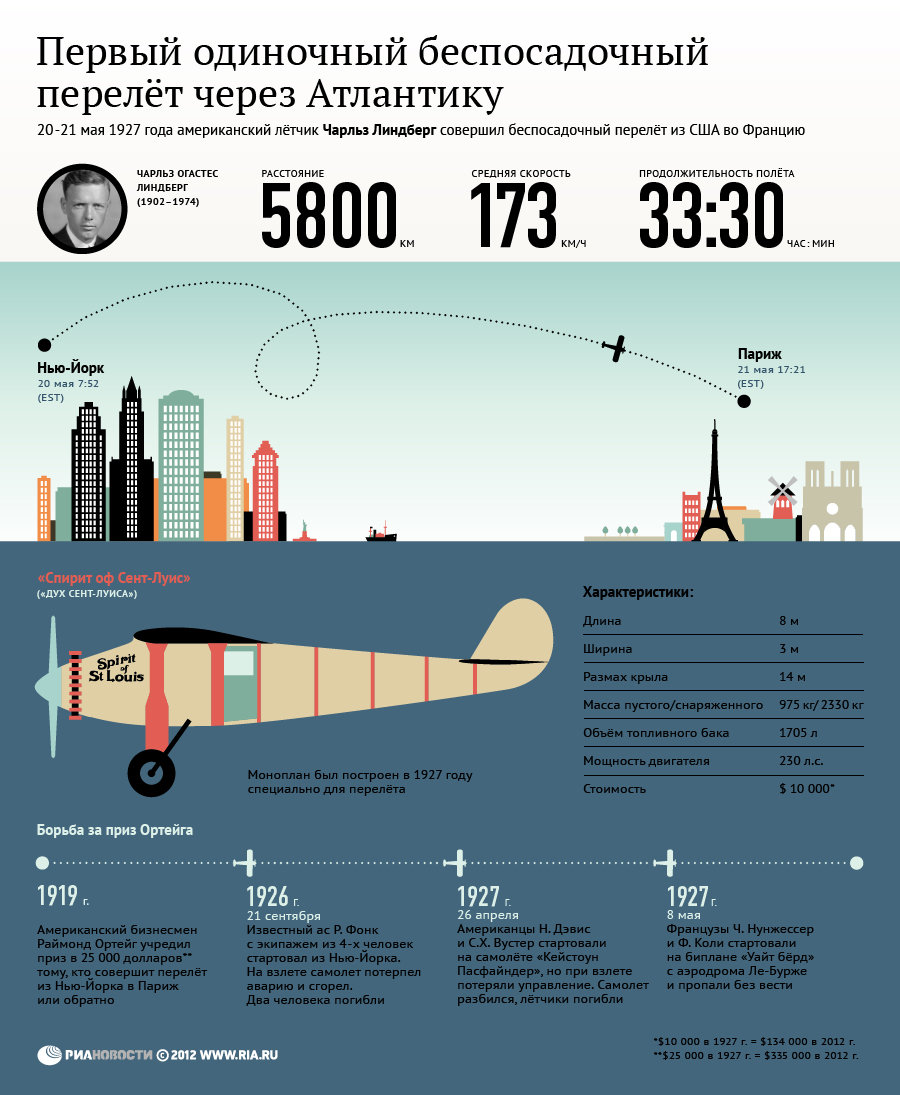 Первый одиночный беспосадочный
перелёт через Атлантику
20-21 мая 1927 года американский лётчик Чарльз Линдберг совершил беспосадочный перелёт из США во Францию
ЧАРЛЬЗ ОГАСТЕС
ЛИНДБЕРГ
(1902–1974)
РАССТОЯНИЕ
5800 КМ
СРЕДНЯЯ СКОРОСТЬ
173 КМ/Ч
ПРОДОЛЖИТЕЛЬНОСТЬ ПОЛЁТА
33:30 ЧАС: МИН
Нью-Йорк
20 мая 7:52
(EST)
Париж
21 мая 17:21
(EST)
«Спирит оф Сент-Луис»
(«ДУХ СЕНТ-ЛУИСА»)
Spirit
of
St Louis
Моноплан был построен в 1927 году
специально для перелёта
Характеристики:
Длина 8 м
Ширина 3 м
Размах крыла 14 м
Масса пустого/снаряженного 975 кг/ 2330 кг
Объём топливного бака 1705 л
Мощность двигателя 230 л.с.
Стоимость $ 10 000*
Борьба за приз Ортейга
1919 г.
Американский бизнесмен
Раймонд Ортейг учредил
приз в 25 000 долларов**
тому, кто совершит перелёт
из Нью-Йорка в Париж
или обратно
1926 г.
21 сентября
Известный ас Р. Фонк
с экипажем из 4-х человек
стартовал из Нью-Йорка.
На взлете самолет потерпел
аварию и сгорел.
Два человека погибли
1927 г.
26 апреля
Американцы Н. Дэвис
и С.Х. Вустер стартовали
на самолёте «Кейстоун
Пасфайндер», но при взлете
потеряли управление. Самолет
разбился, лётчики погибли
1927 г.
8 мая
Французы Ч. Нунжессер
и Ф. Коли стартовали
на биплане «Уайт бёрд»
с аэродрома Ле-Бурже
и пропали без вести
РИАНОВОСТИ © 2012 WWW.RIA.RU
*$10 000 в 1927 г. = $134 000 в 2012 г.
**$25 000 в 1927 г. = $335 000 в 2012 г.